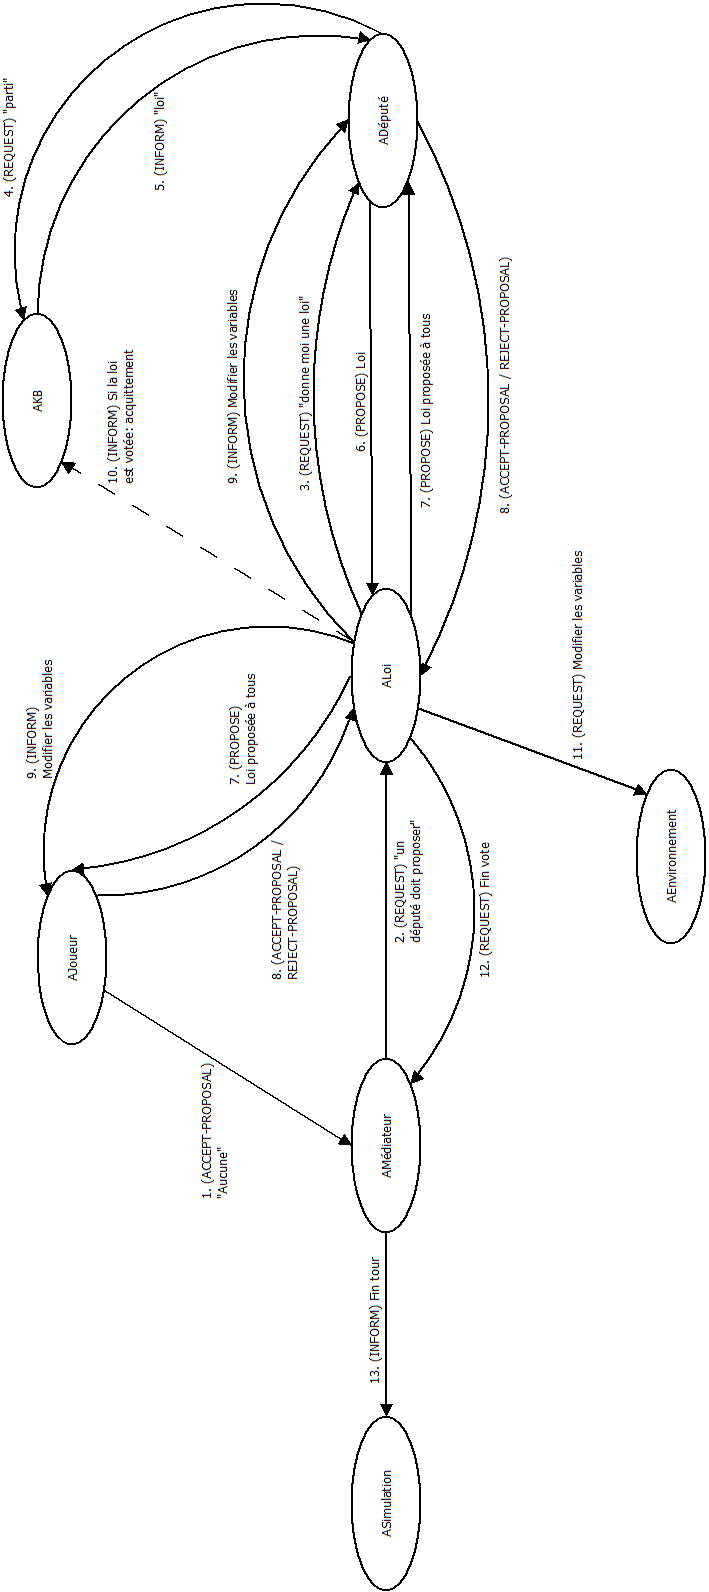 4. (REQUEST) "parti"
5. (INFORM) "loi"
ADéputé
AKB
10. (INFORM) Si la loi
est votée: acquittement
9. (INFORM) Modifier les variables
3. (REQUEST) "donne moi une loi"
6. (PROPOSE) Loi
7. (PROPOSE) Loi proposée à tous
8. (ACCEPT-PROPOSAL / REJECT-PROPOSAL)
9. (INFORM)
Modifier les variables
7. (PROPOSE)
Loi proposée à tous
ALoi
11. (REQUEST) Modifier les variables
8. (ACCEPT-PROPOSAL /
REJECT-PROPOSAL)
2. (REQUEST) "un
député doit proposer"
12. (REQUEST) Fin vote
AEnvironnement
AJoueur
1. (ACCEPT-PROPOSAL)
"Aucune"
AMédiateur
13. (INFORM) Fin tour
ASimulation